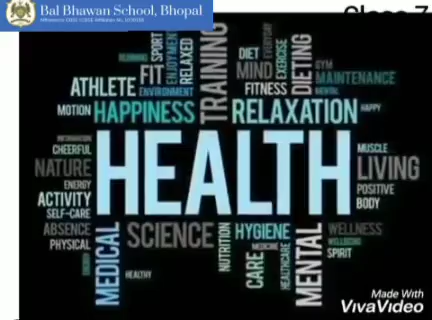 Bal Bhawan School, Bhopal
Class 7
RUNNING
SPORT
ENJOYMENT
RELAXED
TRAINING
DIET
EVERYDAY
EXERCISE
DIETING
GYM
FIT
MIND
MAINTENANCE
ATHLETE
ENVIRONMENT
FITNESS
MENTAL
MOTION
HAPPINESS
RELAXATION
HAPPY
CHEERFUL
NATURE
ENERGY
ACTIVITY
SELF-CARE
ABSENCE
PHYSICAL
HEALTH
MUSCLE
LIVING
POSITIVE
BODY
MEDICAL
SCIENCE
HEALTHY
NUTRITION
HYGIENE
MEDICINE
CARE
HEALTHCARE
MENTAL
WELLNESS
WELLBEING
SPIRIT
Made With
VivaVideo